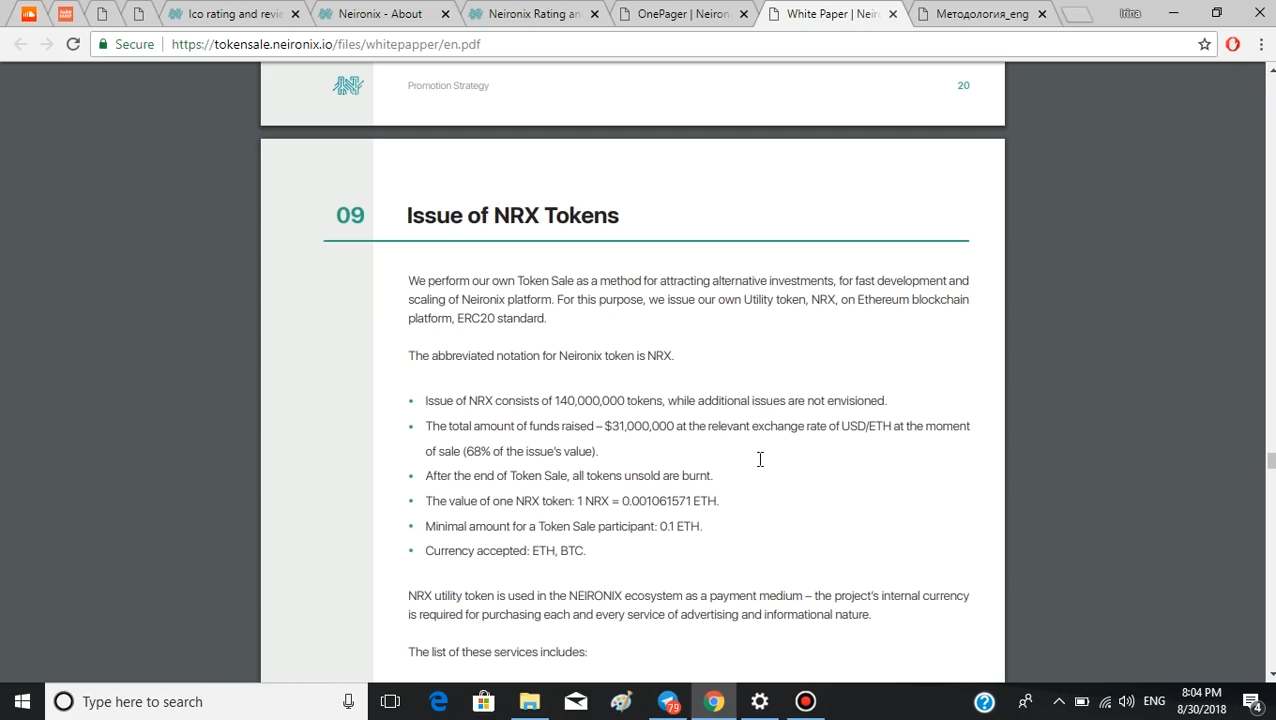 Ico rating and revie
Neironix - About
Neironix Rating an
OnePager | Neiron
White Paper | Neiro
Методология_eng
Irina
Secure
https://tokensale.neironix.io/files/whitepapper/en.pdf
Promotion Strategy
20
09
Issue of NRX Tokens
We perform our own Token Sale as a method for attracting alternative investments, for fast development and
scaling of Neironix platform. For this purpose, we issue our own Utility token, NRX, on Ethereum blockchain
platform, ERC20 standard.
The abbreviated notation for Neironix token is NRX.
• Issue of NRX consists of 140,000,000 tokens, while additional issues are not envisioned.
• The total amount of funds raised – $31,000,000 at the relevant exchange rate of USD/ETH at the moment
of sale (68% of the issue's value).
• After the end of Token Sale, all tokens unsold are burnt.
• The value of one NRX token: 1 NRX = 0.001061571 ETH.
• Minimal amount for a Token Sale participant: 0.1 ETH.
• Currency accepted: ETH, BTC.
NRX utility token is used in the NEIRONIX ecosystem as a payment medium – the project's internal currency
is required for purchasing each and every service of advertising and informational nature.
The list of these services includes:
Type here to search
79
ENG
8:04 PM
8/30/2018
4